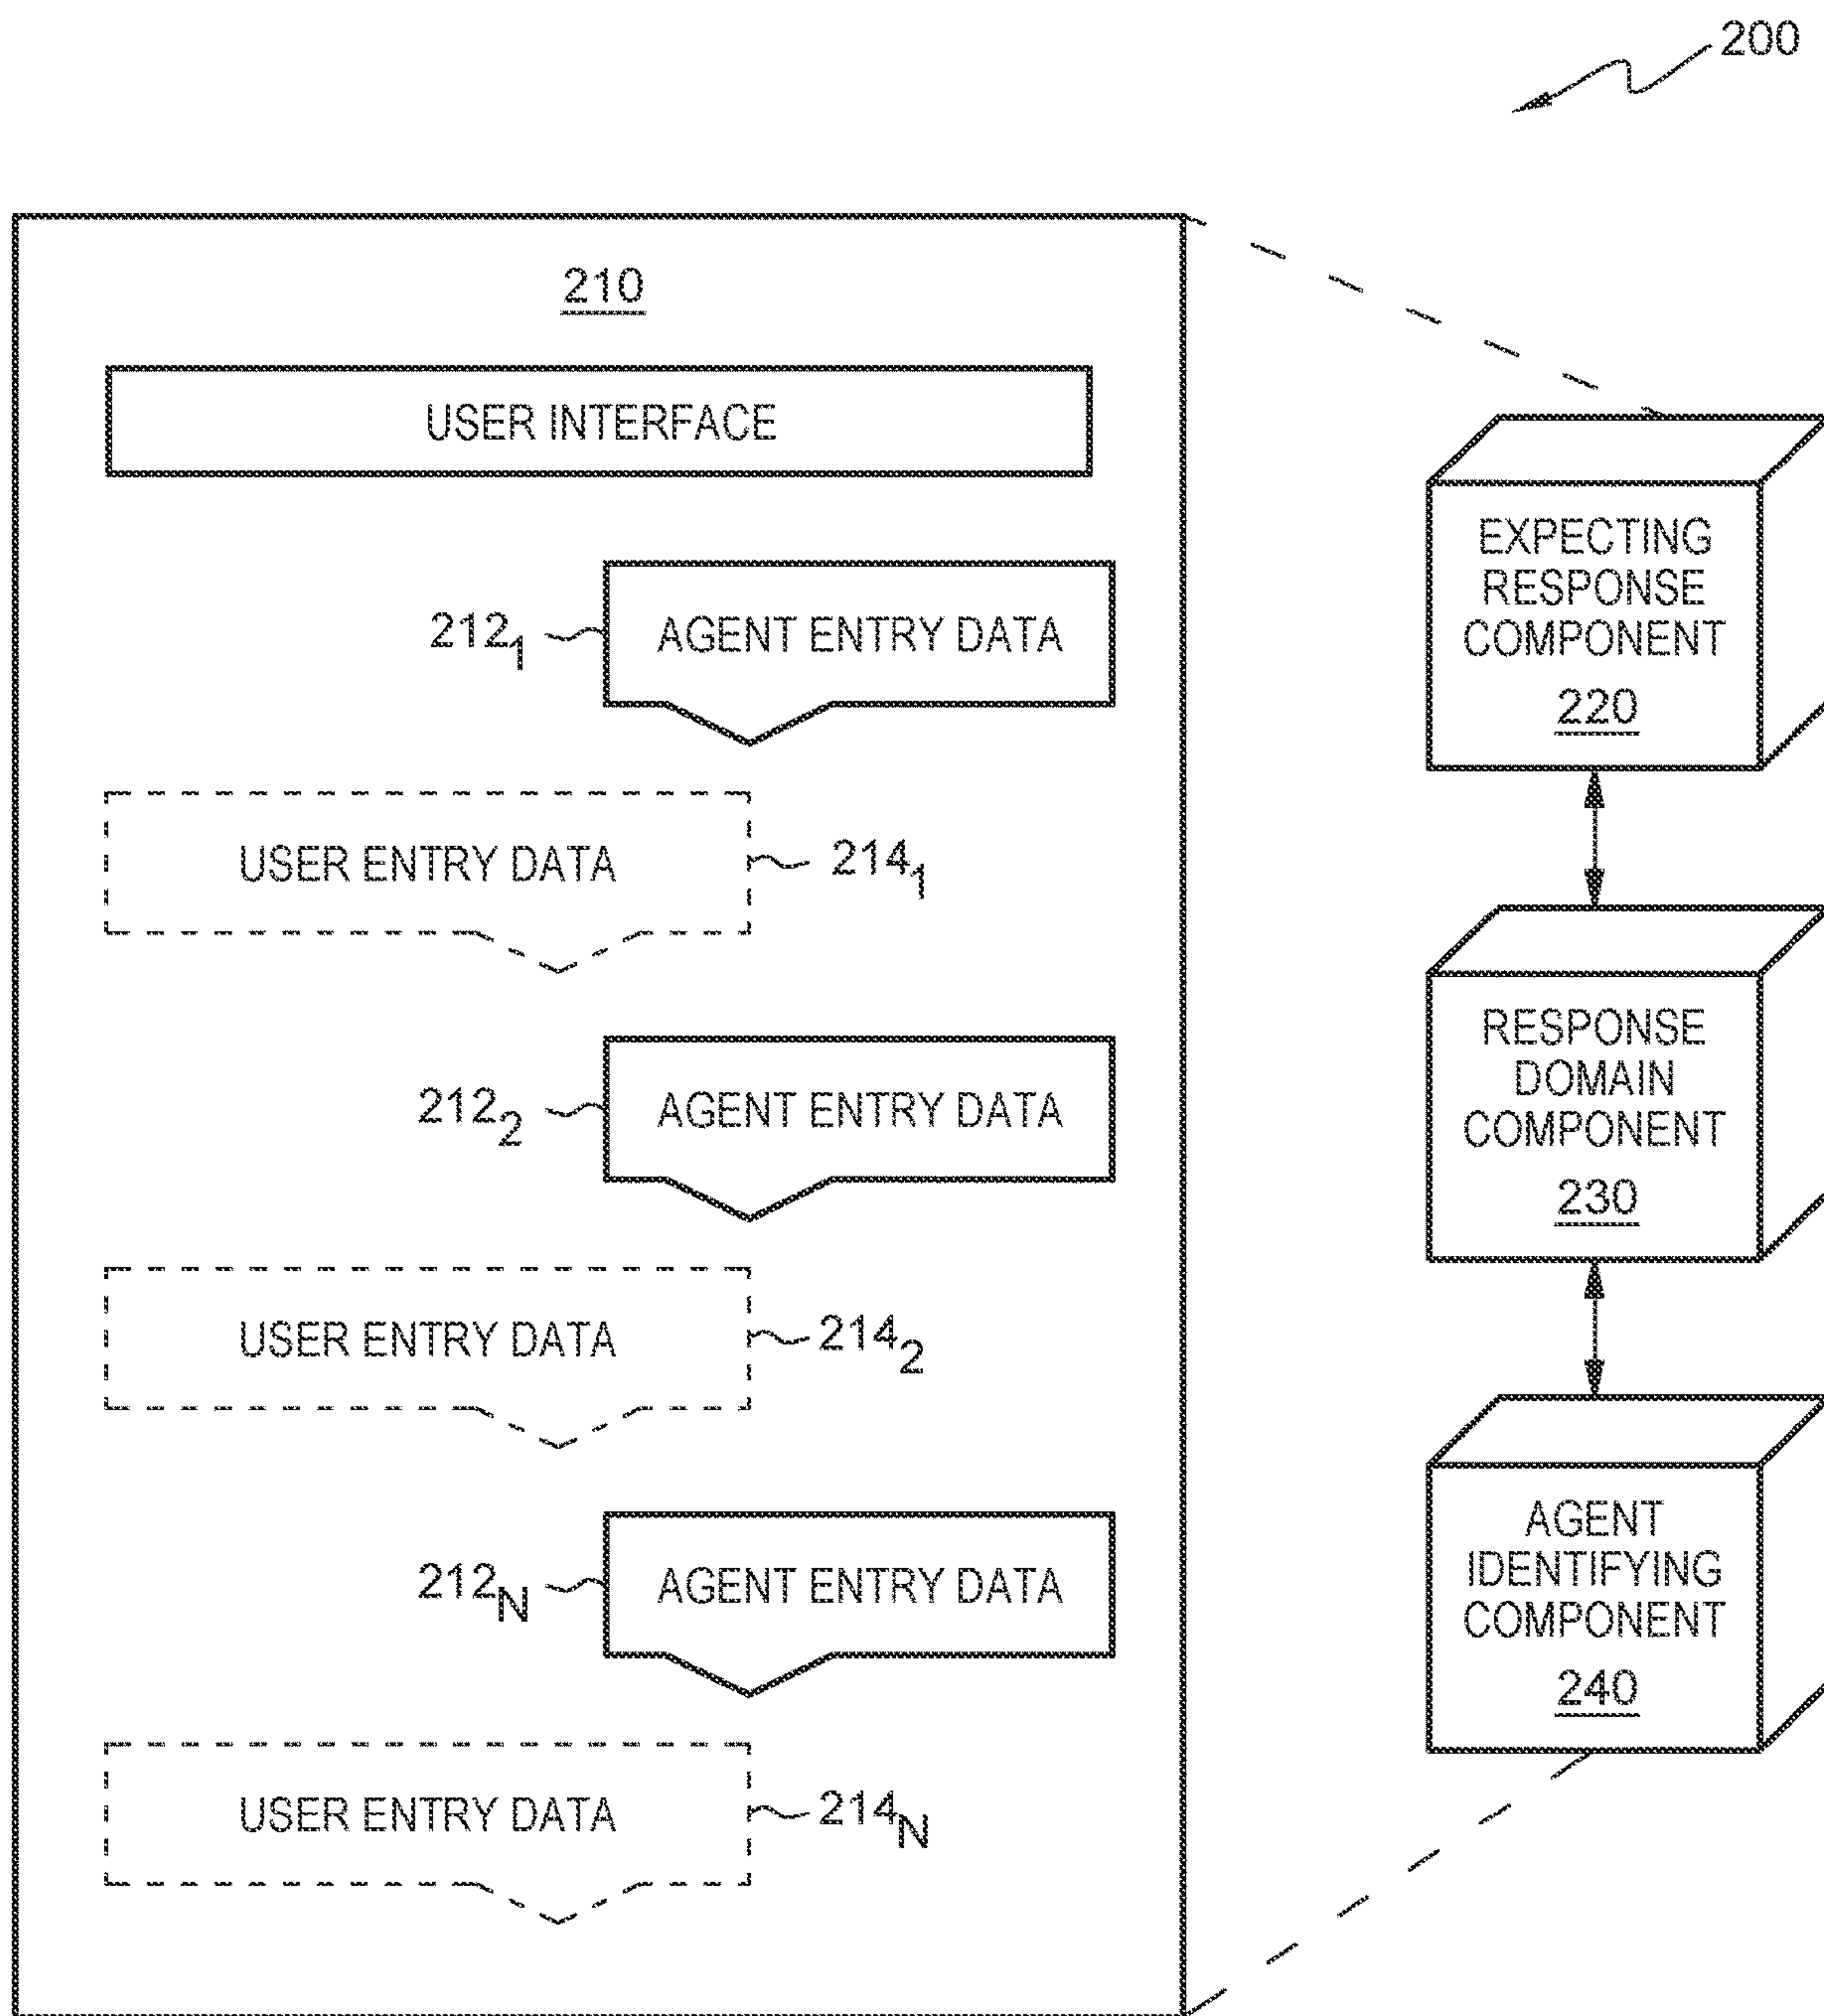 200
210
USER INTERFACE
212₁
AGENT ENTRY DATA
USER ENTRY DATA
214₁
212₂
AGENT ENTRY DATA
USER ENTRY DATA
214₂
212N
AGENT ENTRY DATA
USER ENTRY DATA
214N
EXPECTING
RESPONSE
COMPONENT
220
RESPONSE
DOMAIN
COMPONENT
230
AGENT
IDENTIFYING
COMPONENT
240